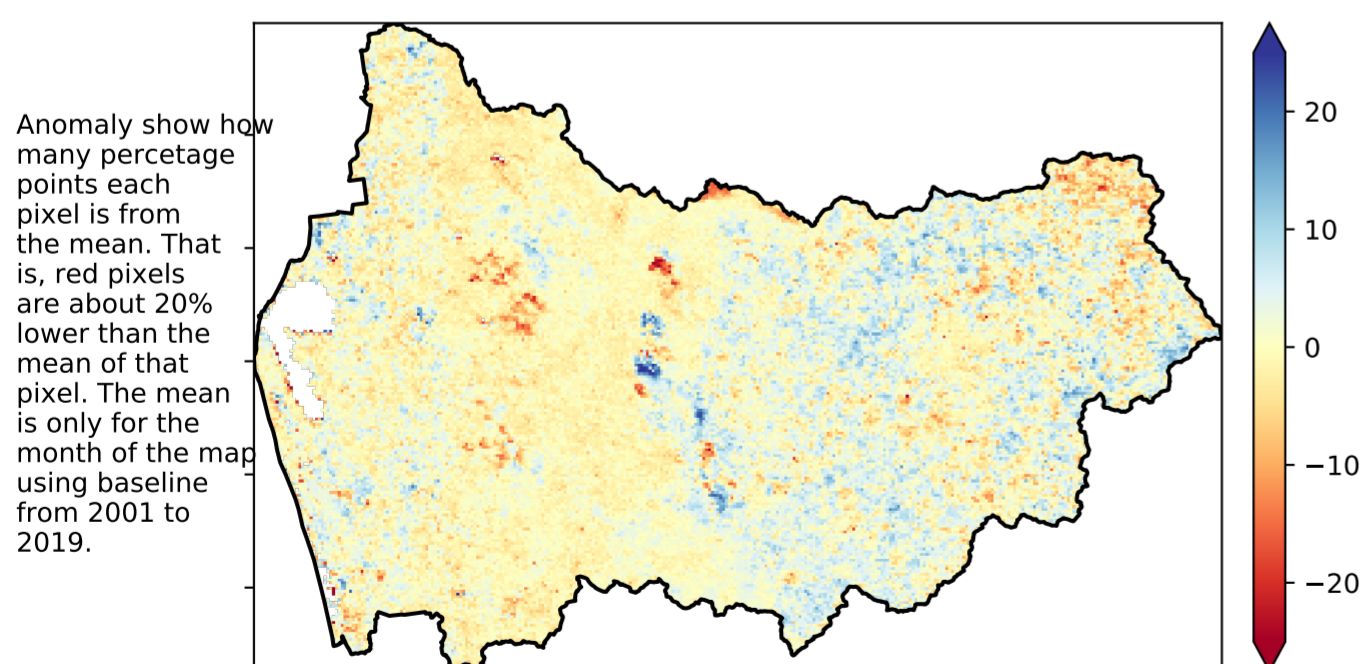 Anomaly show how
many percetage
points each
pixel is from
the mean. That
is, red pixels
are about 20%
lower than the
mean of that
pixel. The mean
is only for the
month of the map
using baseline
from 2001 to
2019.
20
10
0
−10
−20